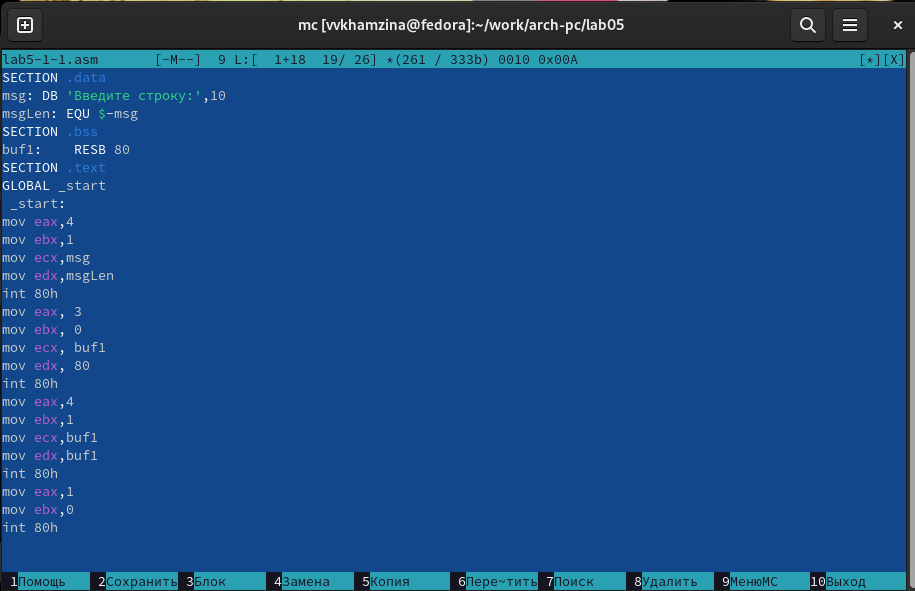 mc [vvkhamzina@fedora]:~/work/arch-pc/lab05
lab5-1-1.asm [-M--] 9 L:[ 1+18 19/ 26] *(261 / 333b) 0010 0x00A [*][X]
SECTION .data
msg: DB 'Введите строку:',10
msgLen: EQU $-msg
SECTION .bss
buf1: RESB 80
SECTION .text
GLOBAL _start
_start:
mov eax,4
mov ebx,1
mov ecx,msg
mov edx,msgLen
int 80h
mov eax, 3
mov ebx, 0
mov ecx, buf1
mov edx, 80
int 80h
mov eax,4
mov ebx,1
mov ecx,buf1
mov edx,buf1
int 80h
mov eax,1
mov ebx,0
int 80h
1Помощь 2Сохранить 3Блок 4Замена 5Копия 6Пере~тить 7Поиск 8Удалить 9МенюMC 10Выход